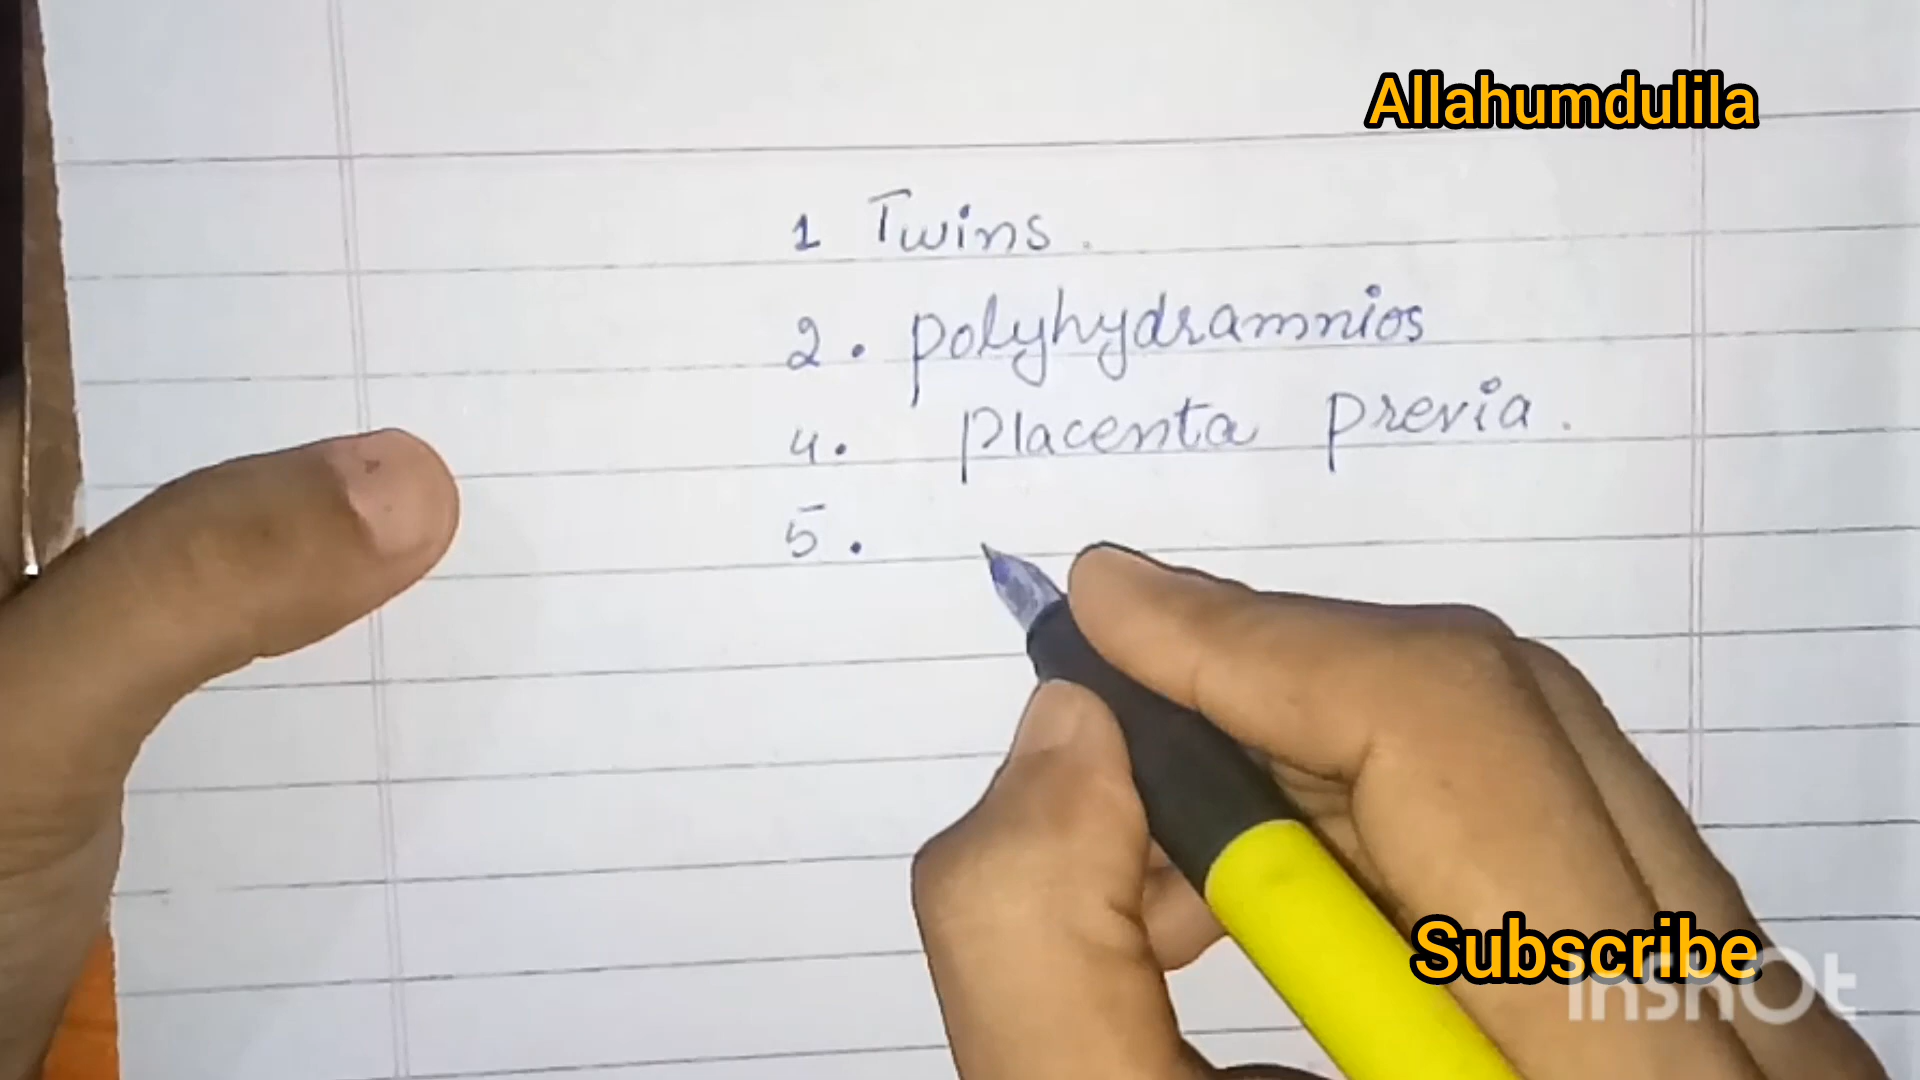 Allahumdulila
1 Twins.
2. polyhydramnios
4. placenta previa.
5.
Subscribe
InShOt